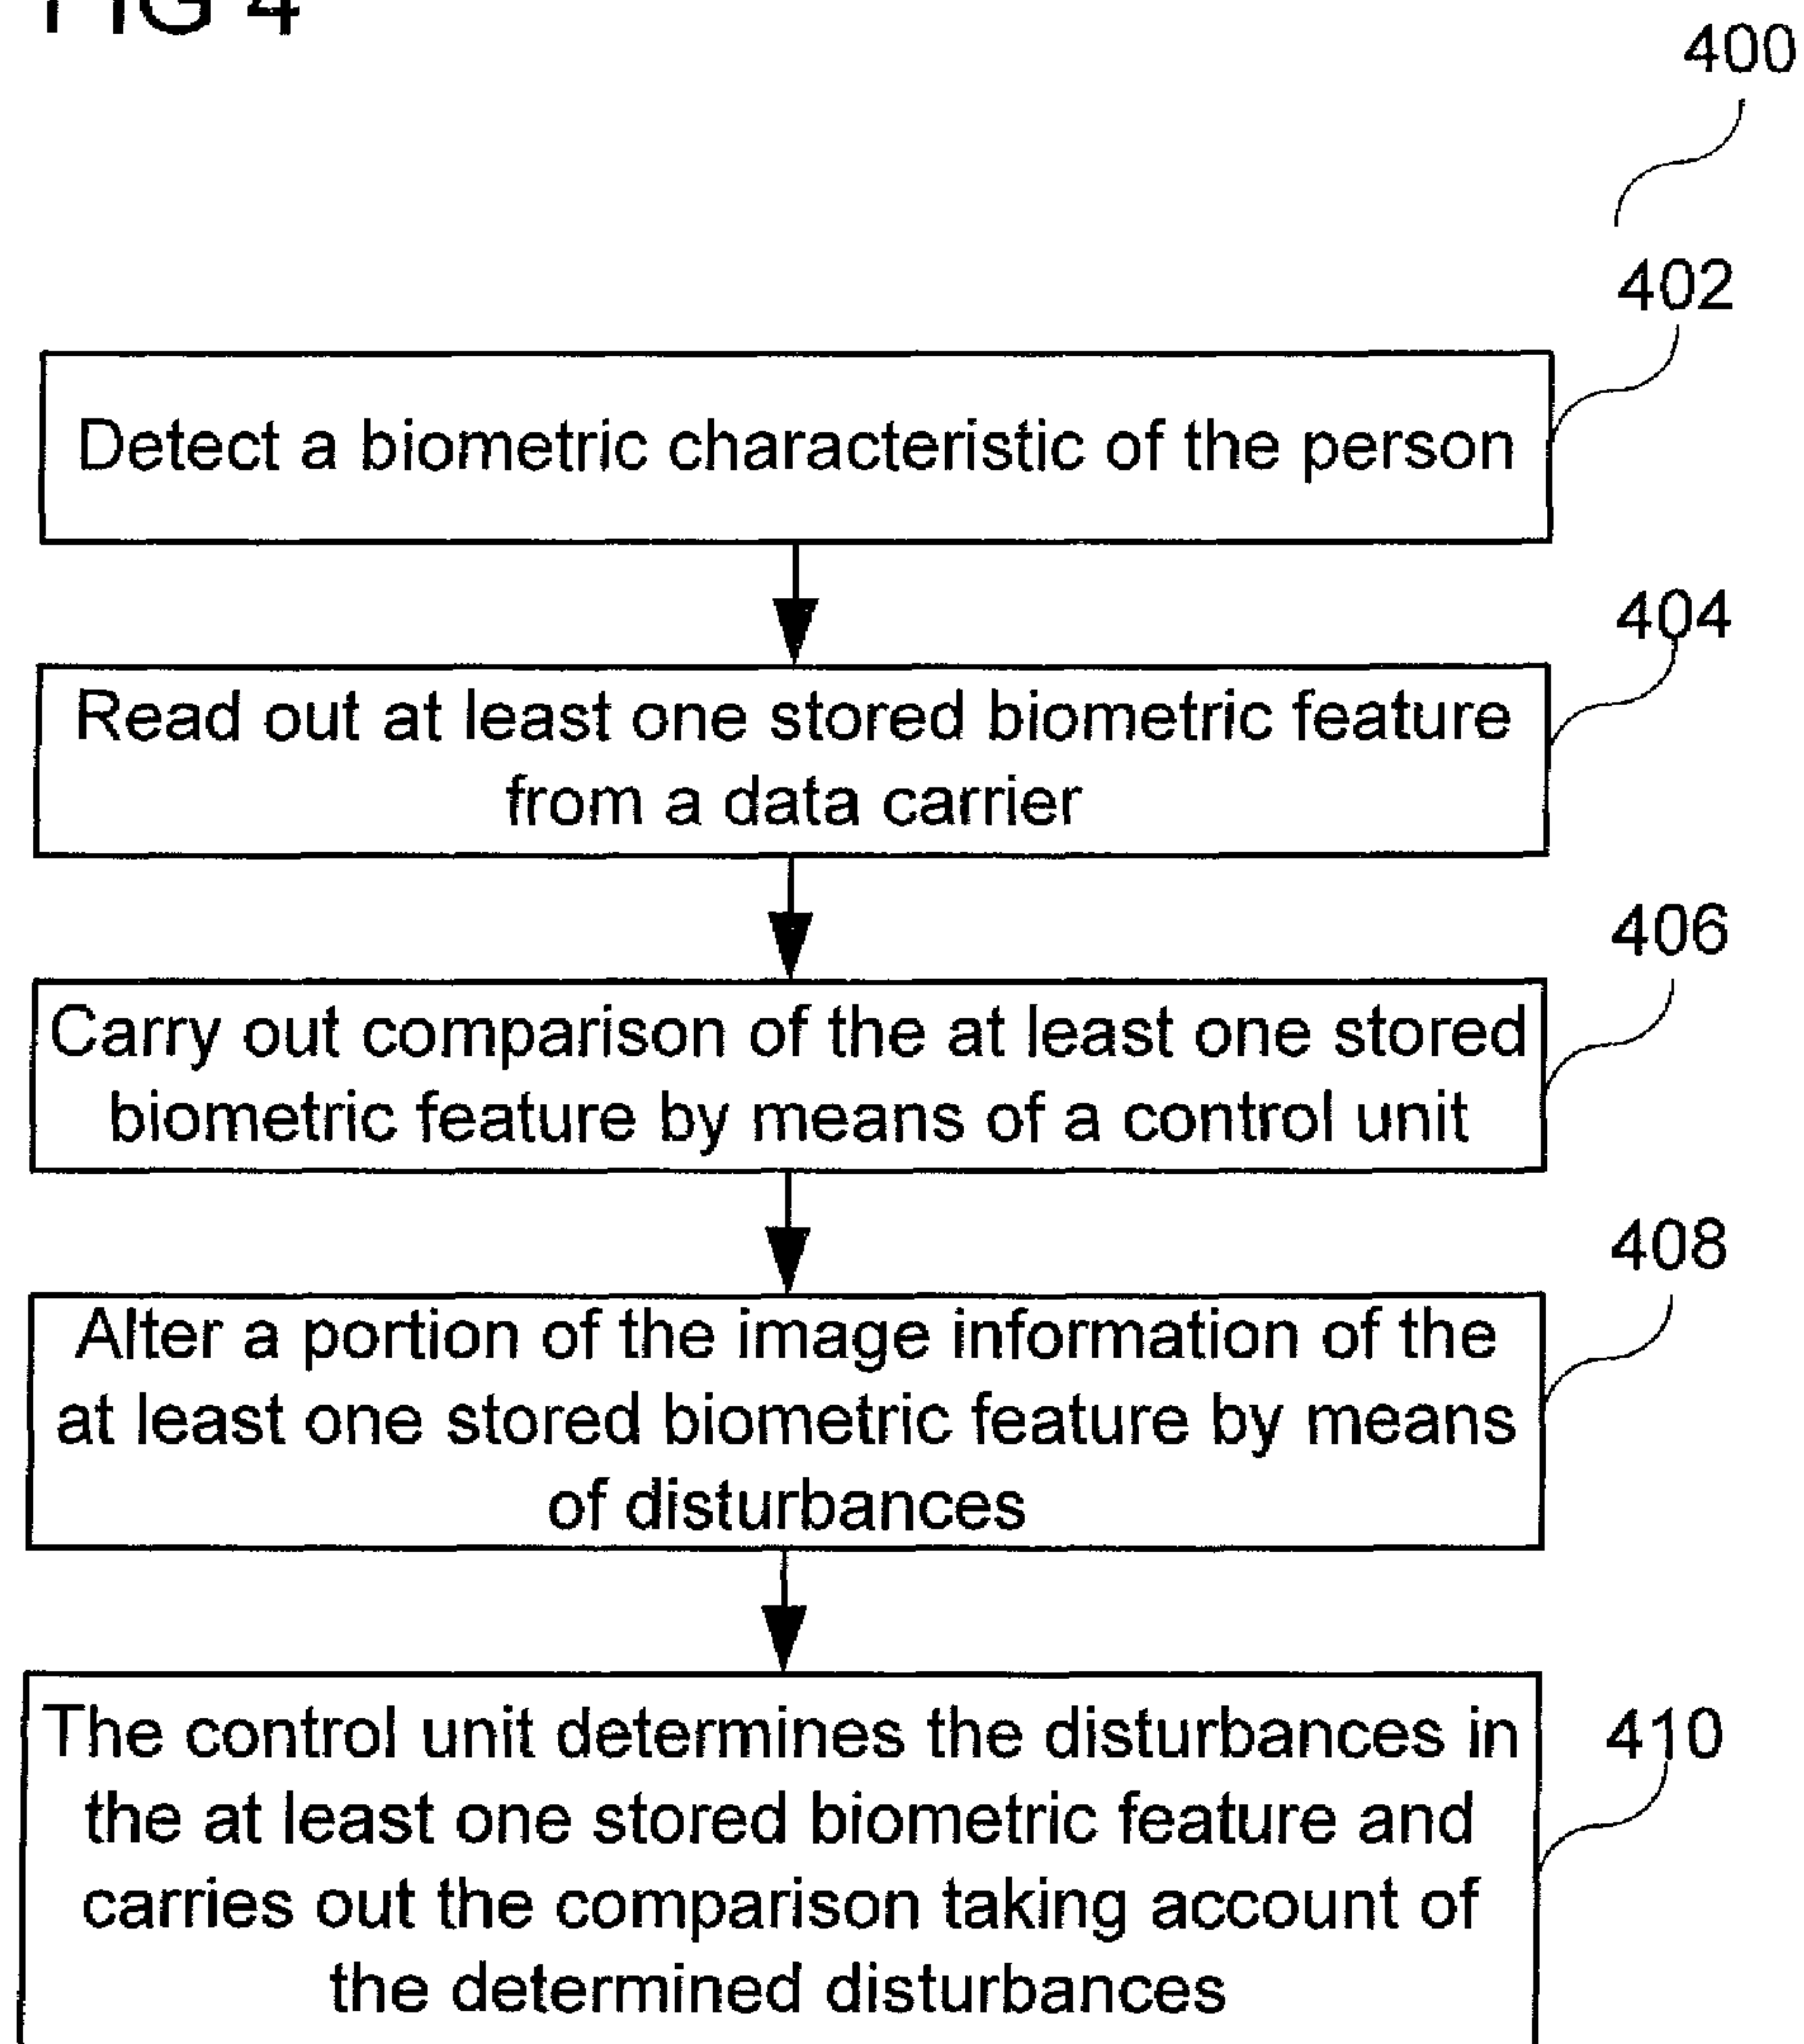 FIG 4
400
402
Detect a biometric characteristic of the person
404
Read out at least one stored biometric feature
from a data carrier
406
Carry out comparison of the at least one stored
biometric feature by means of a control unit
408
Alter a portion of the image information of the
at least one stored biometric feature by means
of disturbances
410
The control unit determines the disturbances in
the at least one stored biometric feature and
carries out the comparison taking account of
the determined disturbances